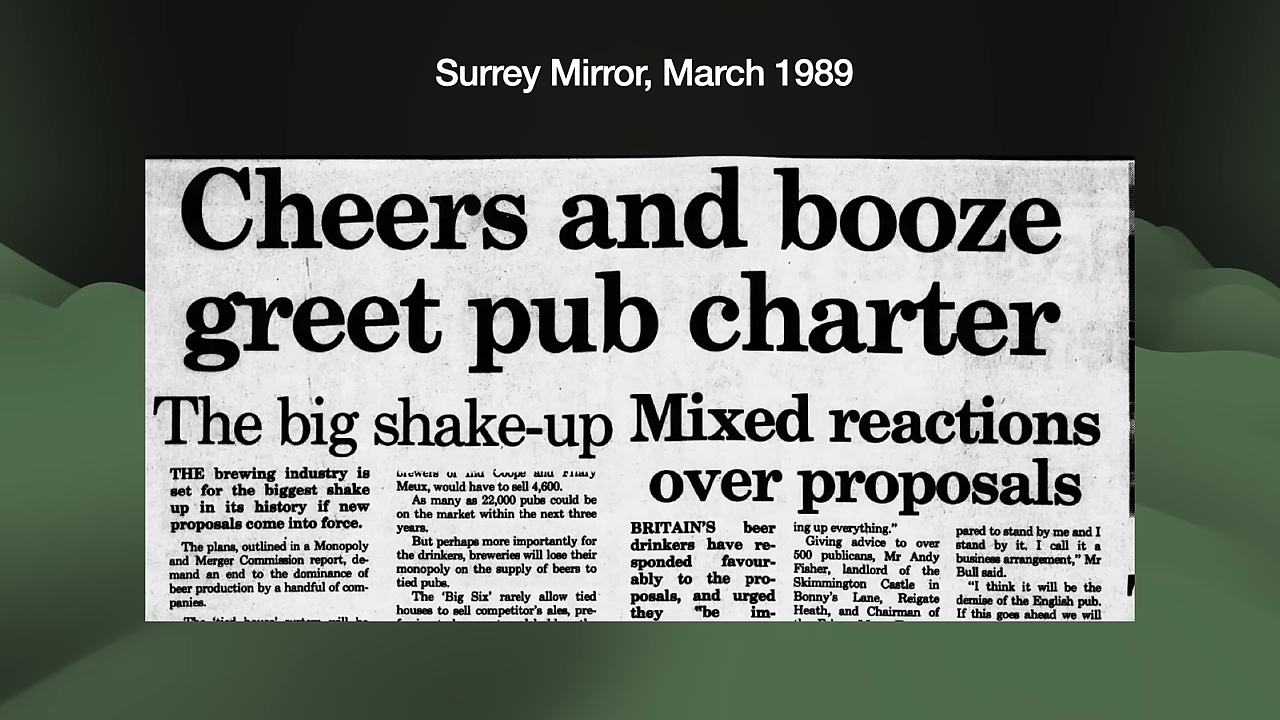 Surrey Mirror, March 1989
Cheers and booze
greet pub charter
The big shake-up
THE brewing industry is
set for the biggest shake
up in its history if new
proposals come into force.
The plans, outlined in a Monopoly
and Merger Commission report, de-
mand an end to the dominance of
beer production by a handful of com-
panies.
Meux, would have to sell 4,600.
As many as 22,000 pubs could be
on the market within the next three
years.
But perhaps more importantly for
the drinkers, breweries will lose their
monopoly on the supply of beers to
tied pubs.
The 'Big Six' rarely allow tied
houses to sell competitor's ales, pre-
Mixed reactions
over proposals
BRITAIN'S beer
drinkers have re-
sponded favour-
ably to the pro-
posals, and urged
they "be im-
ing up everything."
Giving advice to over
500 publicans, Mr Andy
Fisher, landlord of the
Skimmington Castle in
Bonny's Lane, Reigate
Heath, and Chairman of
pared to stand by me and I
stand by it. I call it a
business arrangement," Mr
Bull said.
"I think it will be the
demise of the English pub.
If this goes ahead we will